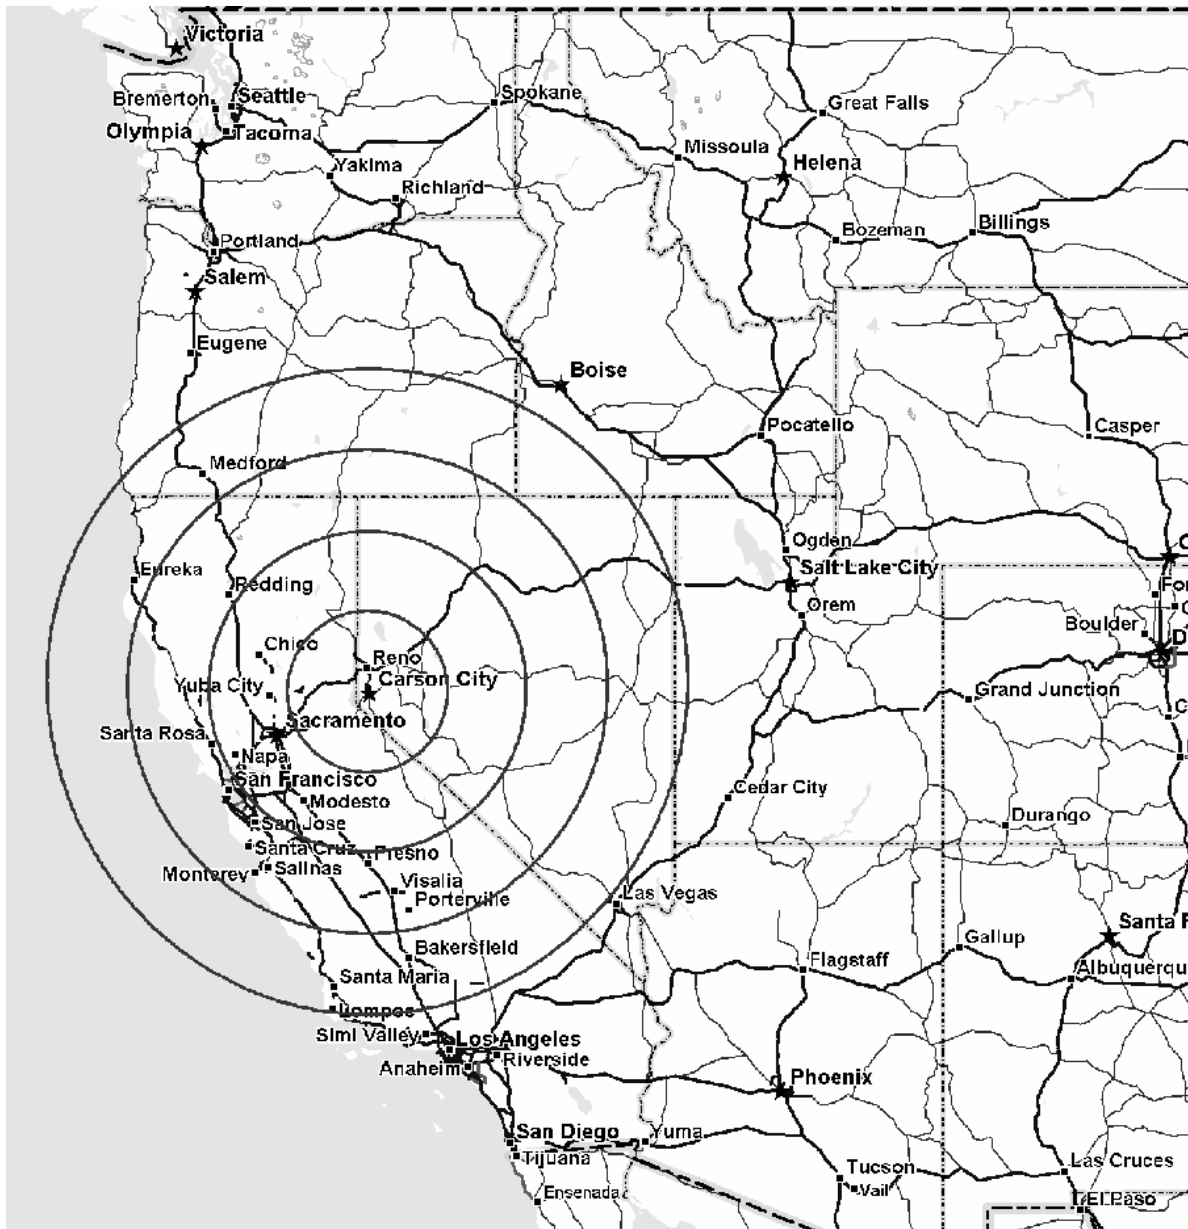 Victoria
Bremerton
Seattle
Spokane
Great Falls
Olympia
Tacoma
Missoula
Helena
Yakima
Richland
Billings
Bozeman
Portland
Salem
Eugene
Boise
Pocatello
Casper
Medford
Ogden
Eureka
Redding
Salt Lake City
Orem
Boulder
Chico
Reno
Carson City
Yuba City
Grand Junction
Sacramento
Santa Rosa
Napa
San Francisco
Modesto
Cedar City
San Jose
Durango
Santa Cruz
Fresno
Monterey
Salinas
Visalia
Porterville
Las Vegas
Santa F
Gallup
Bakersfield
Flagstaff
Albuquerqu
Santa Maria
Lompoc
Simi Valley
Los Angeles
Riverside
Anaheim
Phoenix
San Diego
Yuma
Tijuana
Las Cruces
Tucson
Vail
Ensenada
El Paso